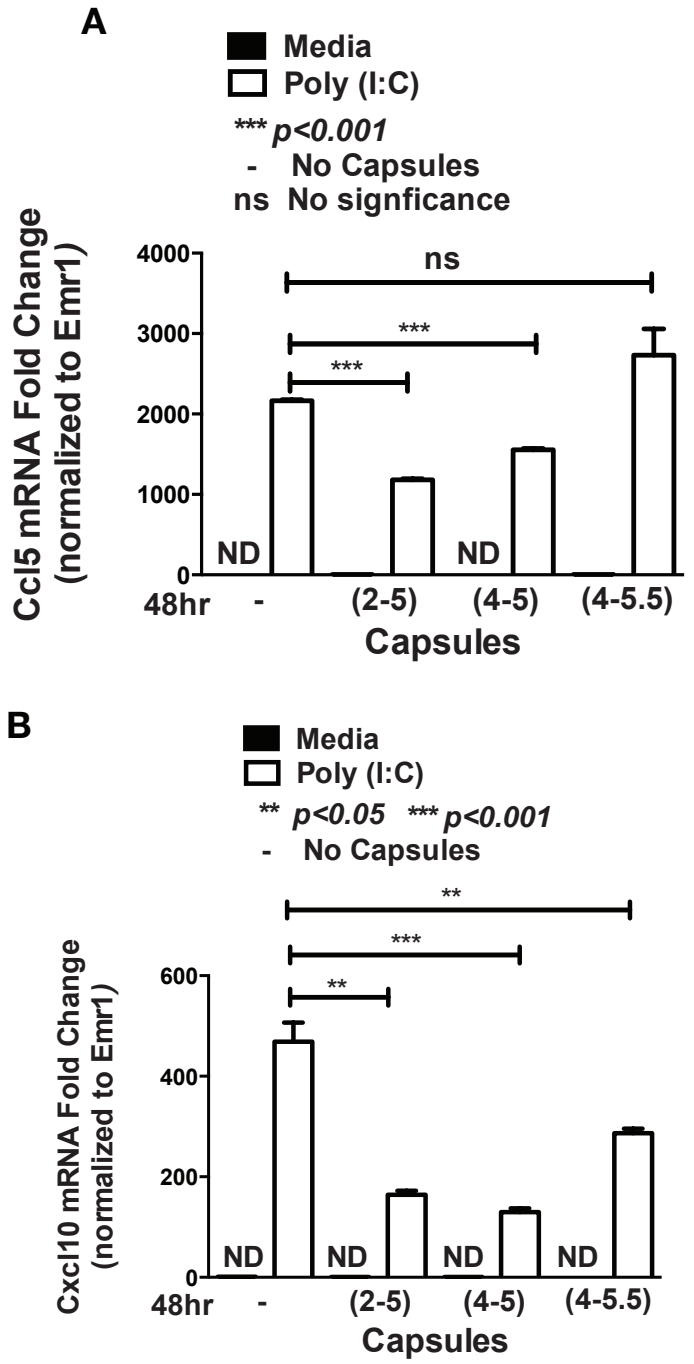 A
Media
Poly (I:C)
*** p<0.001
- No Capsules
ns No signficance
Ccl5 mRNA Fold Change
(normalized to Emr1)
4000
3000
2000
1000
0
ns
***
***
ND
ND
48hr - (2-5) (4-5) (4-5.5)
Capsules
B
Media
Poly (I:C)
** p<0.05 *** p<0.001
- No Capsules
Cxcl10 mRNA Fold Change
(normalized to Emr1)
600
400
200
0
**
***
**
ND ND ND ND
48hr - (2-5) (4-5) (4-5.5)
Capsules